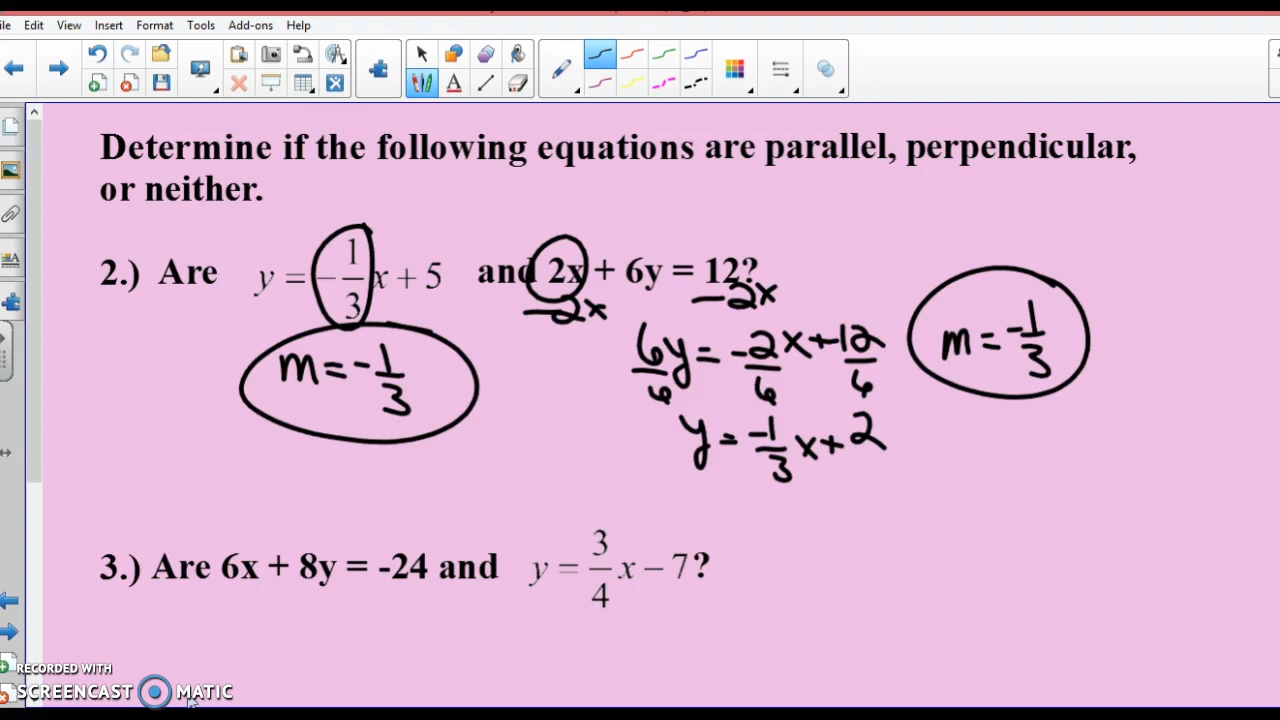 ile Edit View Insert Format Tools Add-ons Help
Determine if the following equations are parallel, perpendicular,
or neither.
2.) Are y = -1/3 x + 5 and 2x + 6y = 12?
-2x -2x
m = -1/3
6y = -2x + 12
6 6 6
m = -1/3
y = -1/3 x + 2
3.) Are 6x + 8y = -24 and y = 3/4 x - 7?
RECORDED WITH
SCREENCAST MATIC